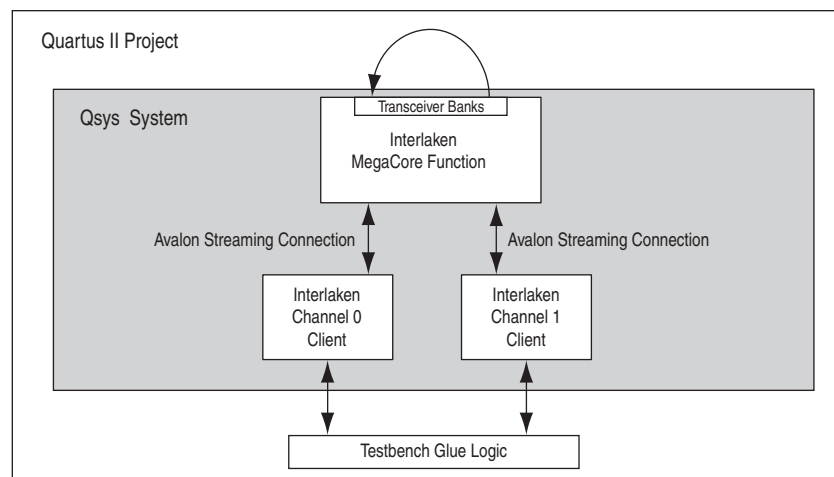 Quartus II Project
Qsys System
Transceiver Banks
Interlaken
MegaCore Function
Avalon Streaming Connection
Avalon Streaming Connection
Interlaken
Channel 0
Client
Interlaken
Channel 1
Client
Testbench Glue Logic